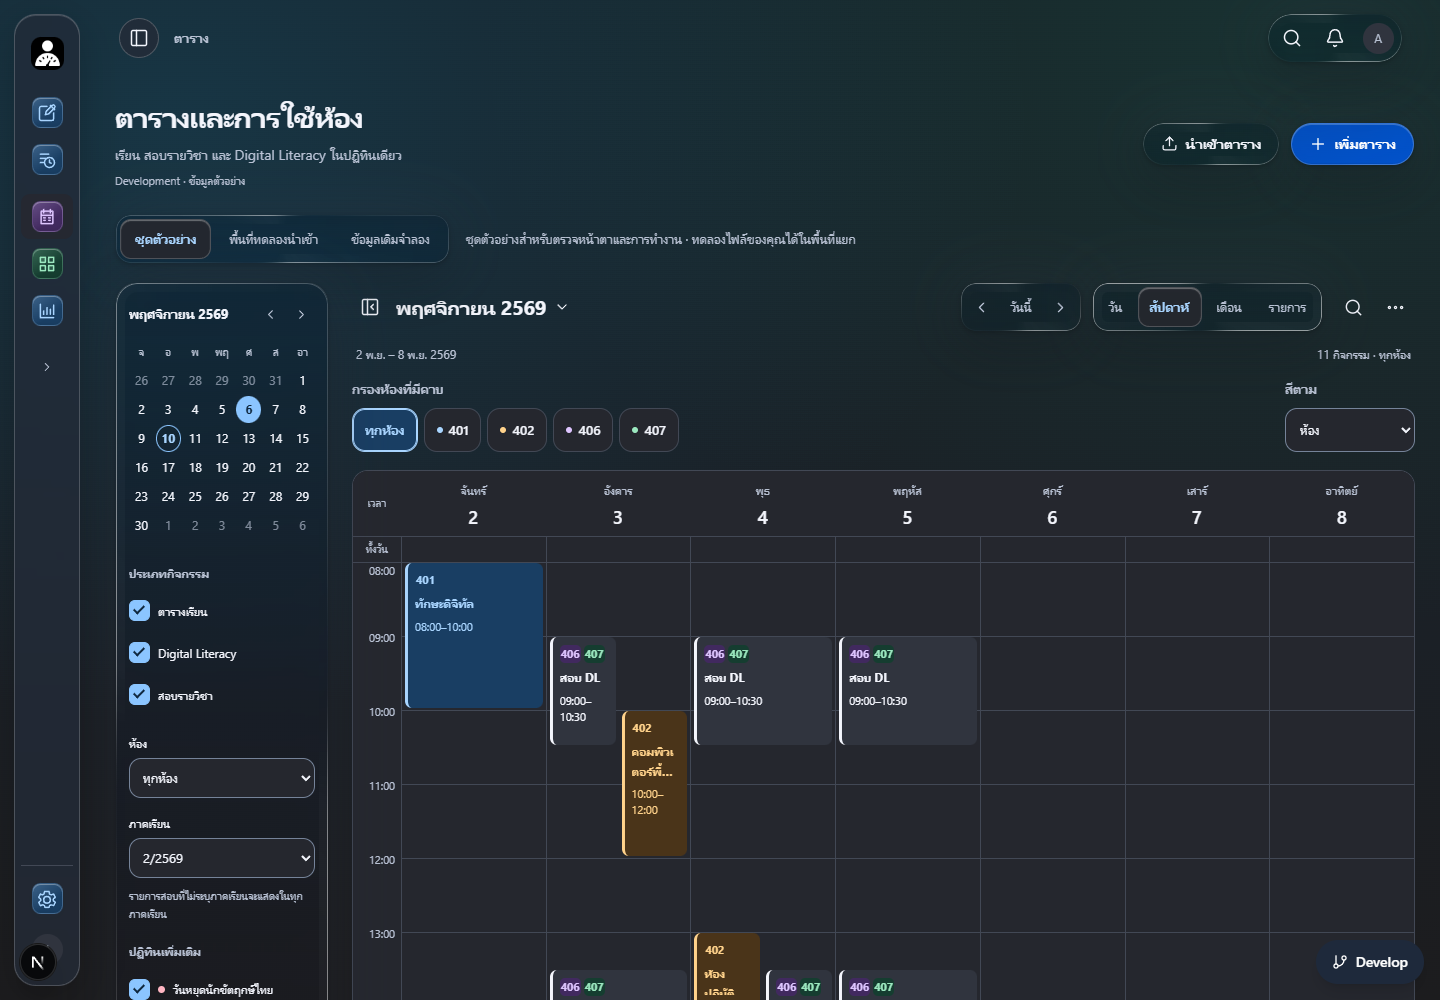 ตาราง
A
ตารางและการใช้ห้อง
เรียน สอบรายวิชา และ Digital Literacy ในปฏิทินเดียว
Development · ข้อมูลตัวอย่าง
นำเข้าตาราง
เพิ่มตาราง
ชุดตัวอย่าง พื้นที่ทดลองนำเข้า ข้อมูลเดิมจำลอง
ชุดตัวอย่างสำหรับตรวจหน้าตาและการทำงาน · ทดลองไฟล์ของคุณได้ในพื้นที่แยก
พฤศจิกายน 2569
จ อ พ พฤ ศ ส อา
26 27 28 29 30 31 1
2 3 4 5 6 7 8
9 10 11 12 13 14 15
16 17 18 19 20 21 22
23 24 25 26 27 28 29
30 1 2 3 4 5 6
ประเภทกิจกรรม
ตารางเรียน
Digital Literacy
สอบรายวิชา
ห้อง
ทุกห้อง
ภาคเรียน
2/2569
รายการสอบที่ไม่ระบุภาคเรียนจะแสดงในทุก
ภาคเรียน
ปฏิทินเพิ่มเติม
วันหยุดนักขัตฤกษ์ไทย
พฤศจิกายน 2569
วันนี้
วัน สัปดาห์ เดือน รายการ
2 พ.ย. – 8 พ.ย. 2569
11 กิจกรรม · ทุกห้อง
กรองห้องที่มีคาบ
สีตาม
ทุกห้อง 401 402 406 407
ห้อง
เวลา
จันทร์ อังคาร พุธ พฤหัส ศุกร์ เสาร์ อาทิตย์
2 3 4 5 6 7 8
ทั้งวัน
08:00
401
ทักษะดิจิทัล
08:00–10:00
09:00
406 407
สอบ DL
09:00–
10:30
406 407
สอบ DL
09:00–10:30
406 407
สอบ DL
09:00–10:30
10:00
402
คอมพิวเ
ตอร์พื้...
10:00–
12:00
11:00
12:00
13:00
402
ห้อง
ปฏิบัติ
406 407
406 407
406 407
N
Develop